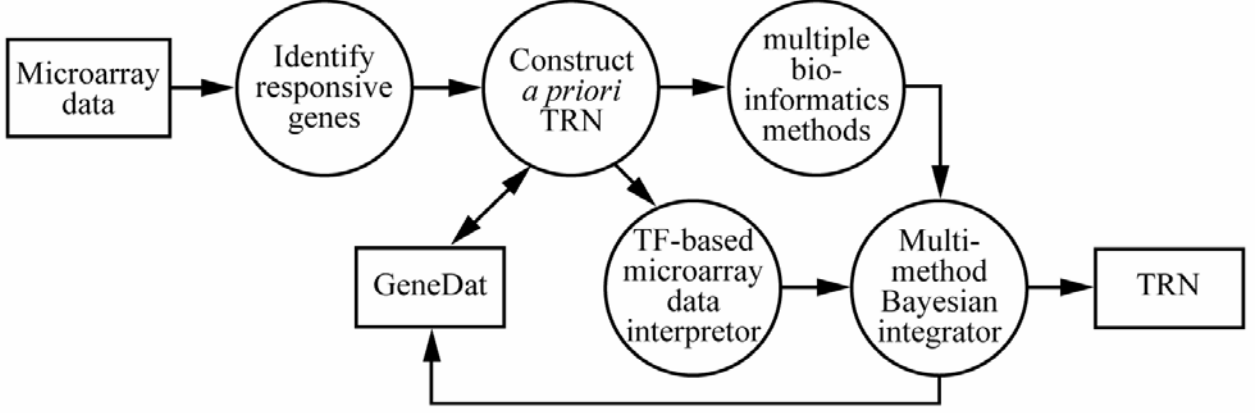 Microarray
data
Identify
responsive
genes
Construct
a priori
TRN
multiple
bio-
informatics
methods
GeneDat
TF-based
microarray
data
interpretor
Multi-
method
Bayesian
integrator
TRN